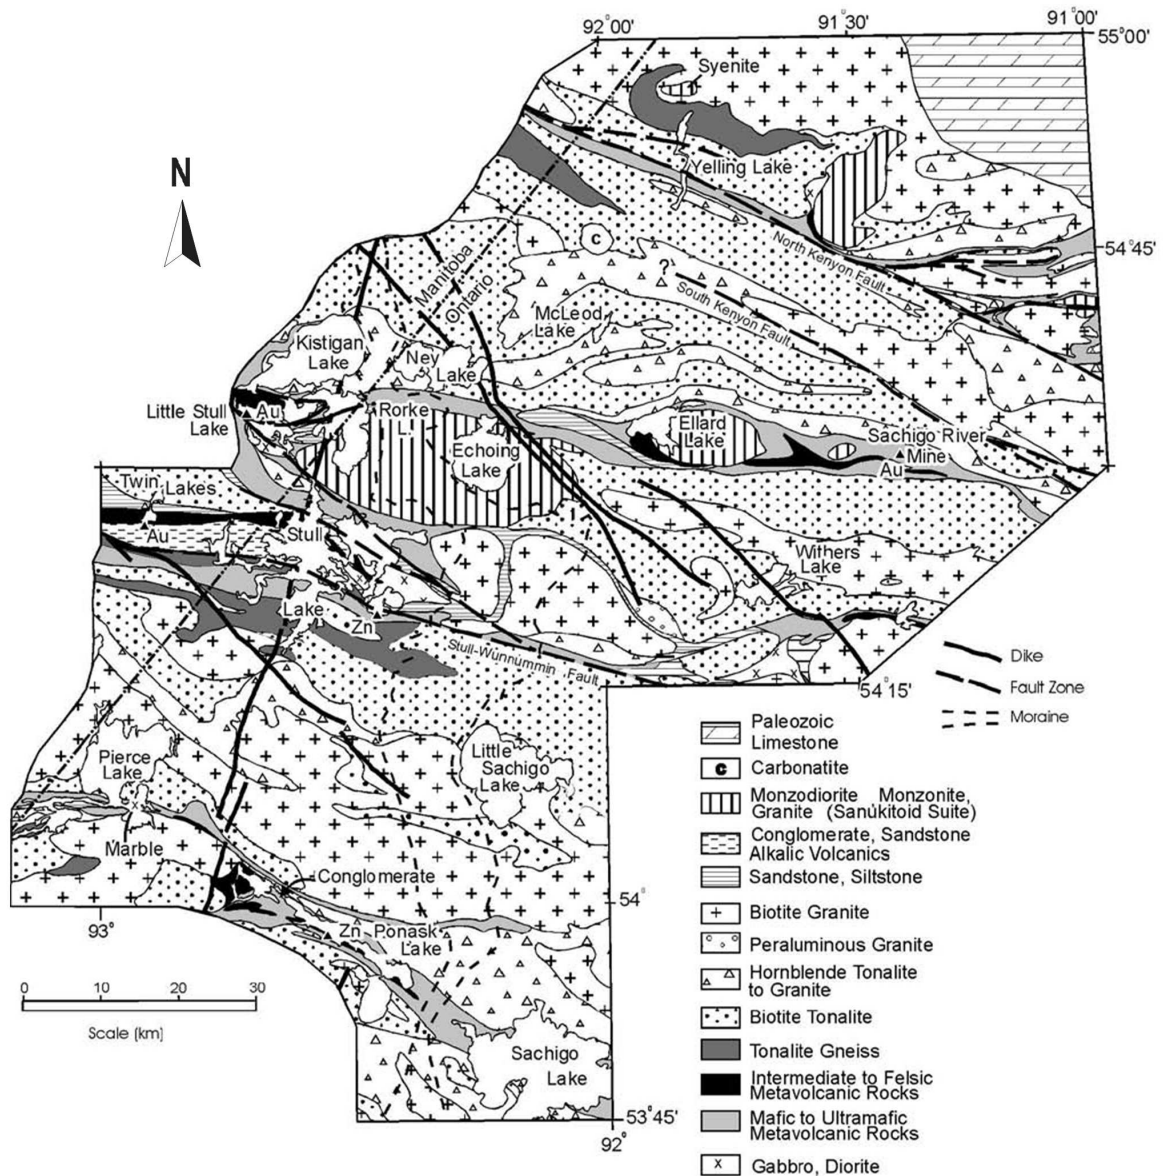 92°00'
91°30'
91°00'
55°00'
Syenite
N
Yelling Lake
North Kenyon Fault
54°45'
C
Manitoba
Ontario
?
South Kenyon Fault
McLeod
Lake
Kistigan
Lake
Ney
Lake
Little Stull
Lake
Au
Rorke
L.
Ellard
Lake
Echoing
Lake
Sachigo River
Mine
Au
Twin Lakes
Au
Stull
Withers
Lake
Lake
Zn
Stull-Wunnummin Fault
54°15'
Dike
Fault Zone
Moraine
Pierce
Lake
Little
Sachigo
Lake
Marble
Conglomerate
54°
93°
Zn Ponask
Lake
0 10 20 30
Scale (km)
Sachigo
Lake
53°45'
92°
Paleozoic
Limestone
c Carbonatite
Monzodiorite Monzonite,
Granite (Sanukitoid Suite)
Conglomerate, Sandstone
Alkalic Volcanics
Sandstone, Siltstone
Biotite Granite
Peraluminous Granite
Hornblende Tonalite
to Granite
Biotite Tonalite
Tonalite Gneiss
Intermediate to Felsic
Metavolcanic Rocks
Mafic to Ultramafic
Metavolcanic Rocks
x Gabbro, Diorite